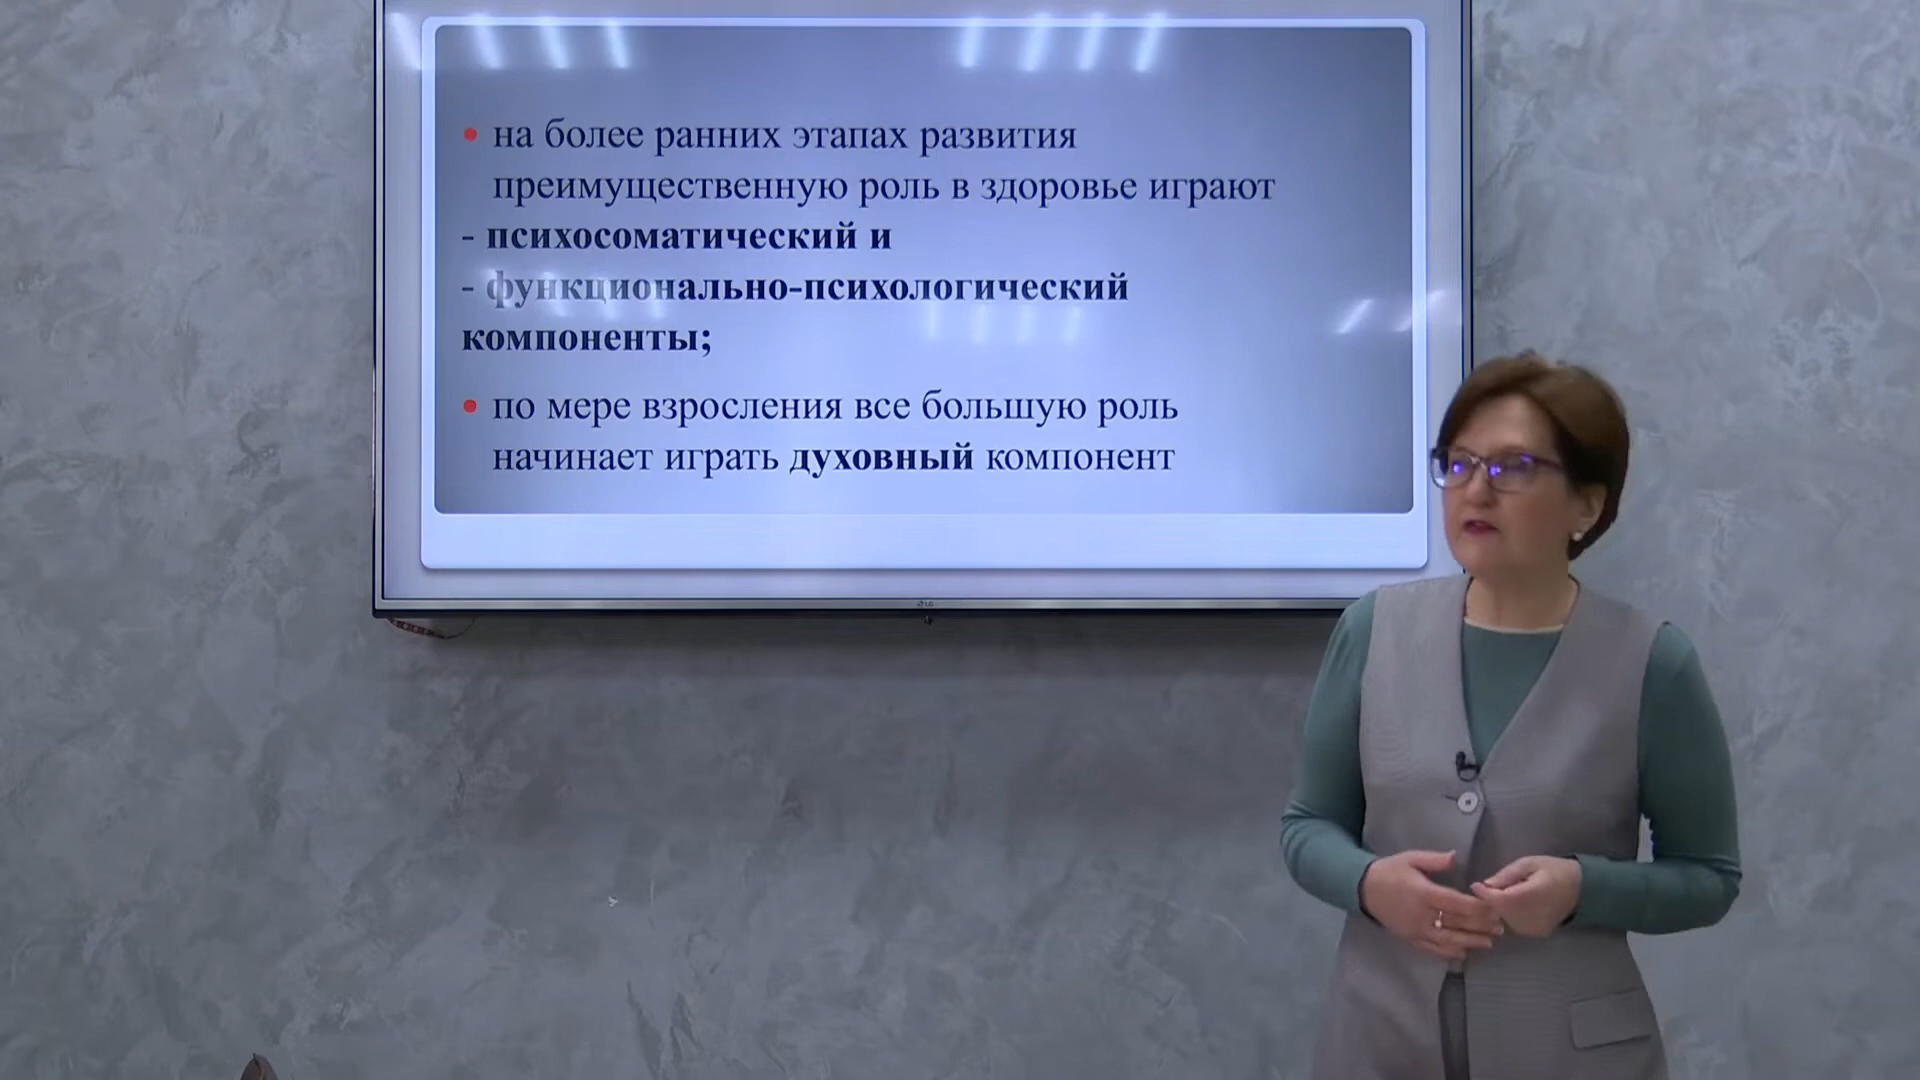 • на более ранних этапах развития
преимущественную роль в здоровье играют
- психосоматический и
- функционально-психологический
компоненты;
• по мере взросления все большую роль
начинает играть духовный компонент
LG